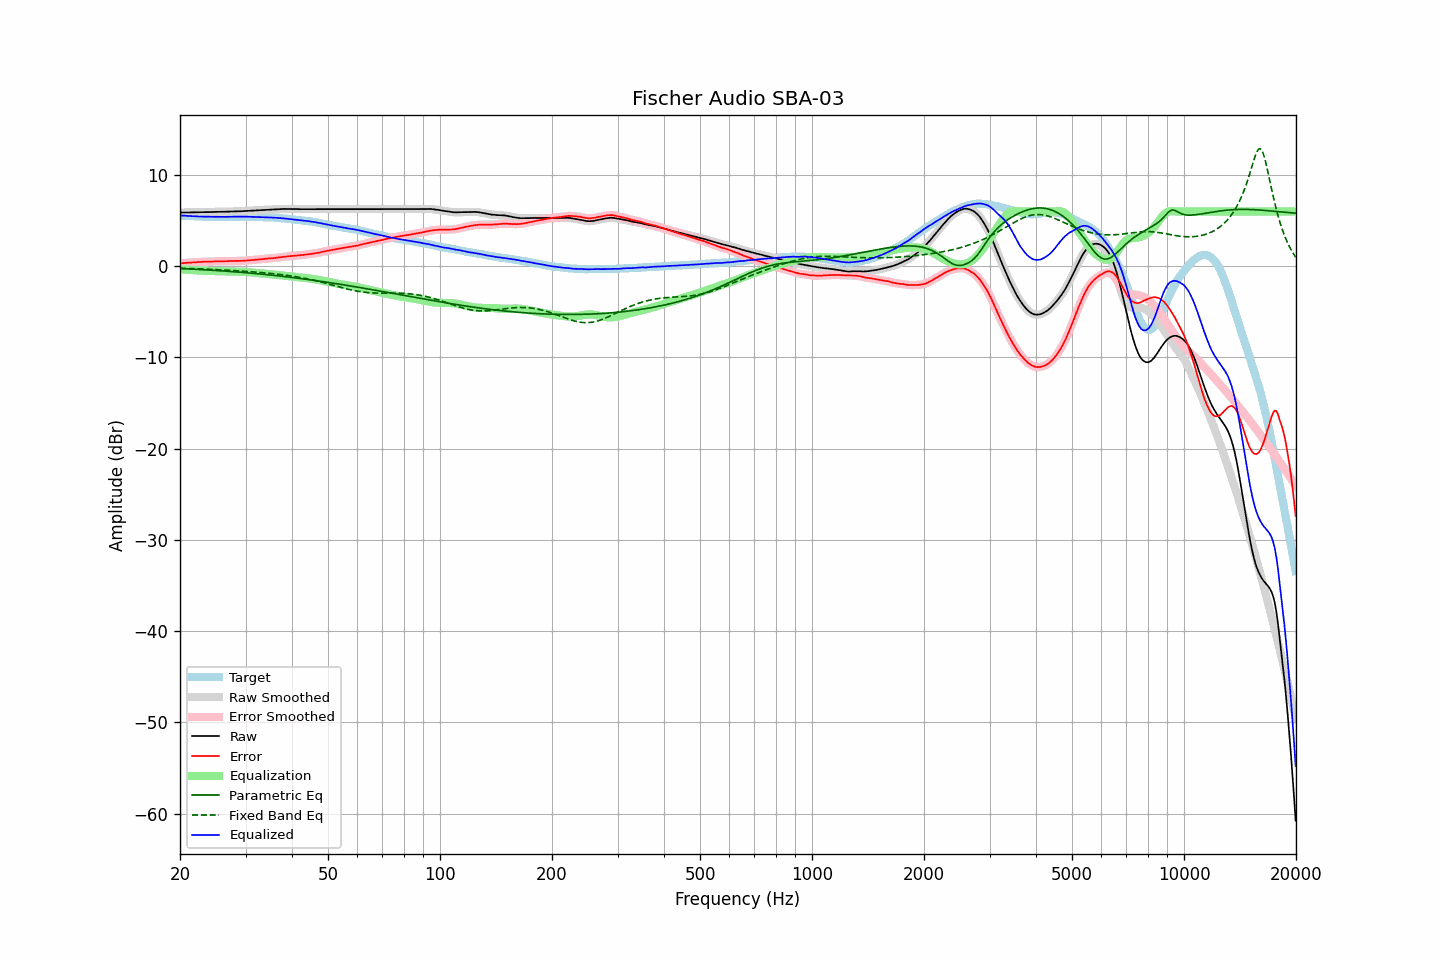 Fischer Audio SBA-03
Amplitude (dBr)
10
0
−10
−20
−30
−40
−50
−60
Target
Raw Smoothed
Error Smoothed
Raw
Error
Equalization
Parametric Eq
Fixed Band Eq
Equalized
20 50 100 200 500 1000 2000 5000 10000 20000
Frequency (Hz)